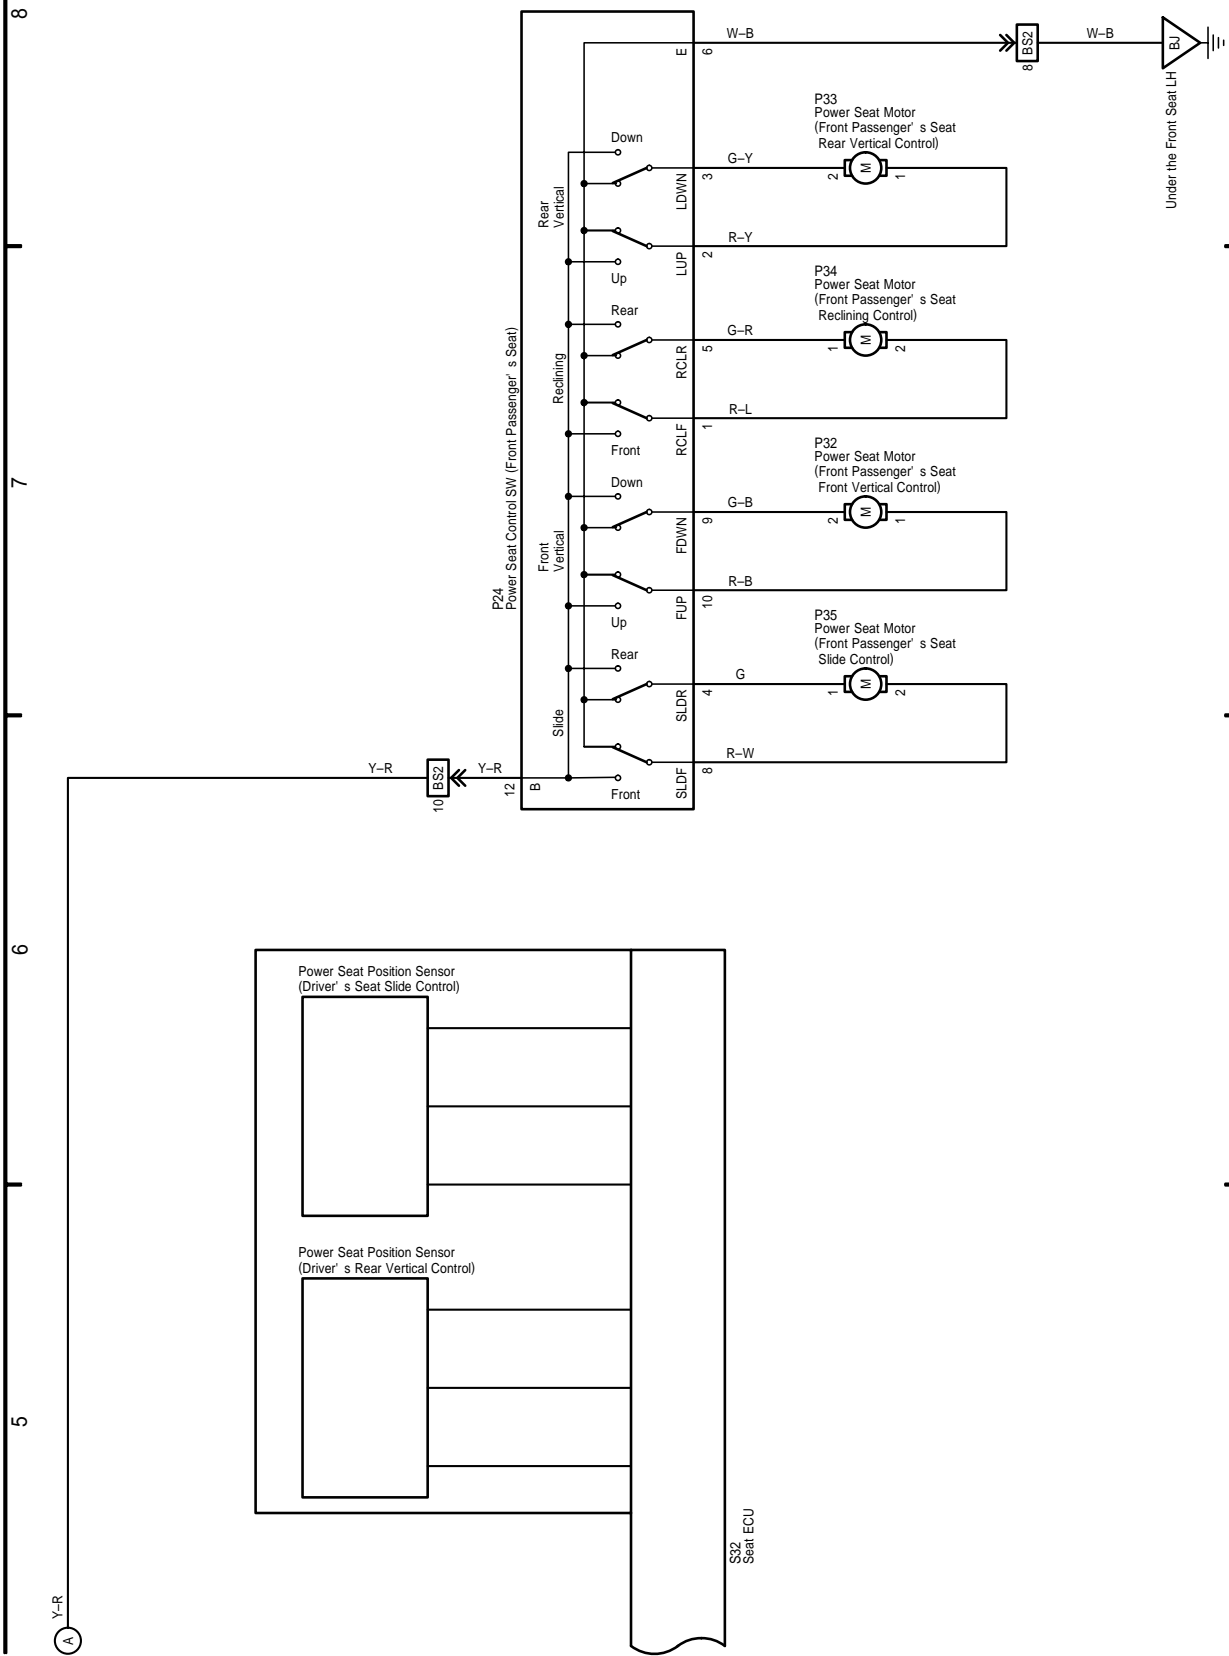 8
W–B
W–B
E
6
BS2
8
BJ
Under the Front Seat LH
P33
Power Seat Motor
(Front Passenger' s Seat
Rear Vertical Control)
Down
G–Y
LDWN
3
2
M
1
Rear
Vertical
R–Y
LUP
2
Up
P34
Power Seat Motor
(Front Passenger' s Seat
Reclining Control)
Rear
G–R
RCLR
5
1
M
2
Reclining
R–L
RCLF
1
Front
7
P24
Power Seat Control SW (Front Passenger' s Seat)
P32
Power Seat Motor
(Front Passenger' s Seat
Front Vertical Control)
Down
G–B
FDWN
9
2
M
1
Front
Vertical
R–B
FUP
10
Up
P35
Power Seat Motor
(Front Passenger' s Seat
Slide Control)
Rear
G
SLDR
4
1
M
2
Slide
R–W
SLDF
8
Front
Y–R
10
BS2
Y–R
12
B
6
Power Seat Position Sensor
(Driver' s Seat Slide Control)
Power Seat Position Sensor
(Driver' s Rear Vertical Control)
5
S32
Seat ECU
Y–R
A